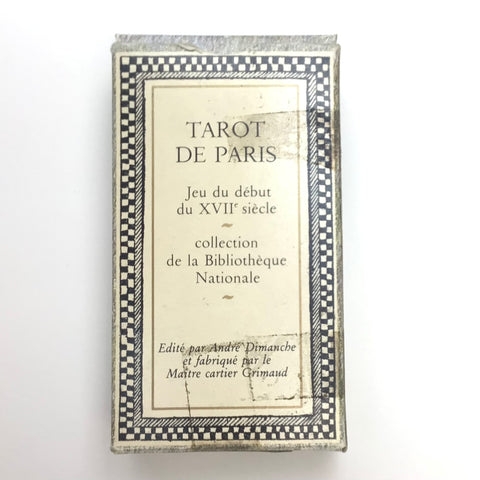 TAROT
DE PARIS
Jeu du début
du XVIIe siècle
~
collection
de la Bibliothèque
Nationale
~
Edité par André Dimanche
et fabriqué par le
Maître cartier Grimaud